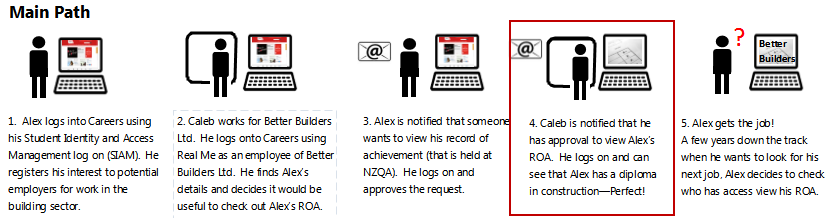 Main Path
@
@
?
Better
Builders
1. Alex logs into Careers using
his Student Identity and Access
Management log on (SIAM). He
registers his interest to potential
employers for work in the
building sector.
2. Caleb works for Better Builders
Ltd. He logs onto Careers using
Real Me as an employee of Better
Builders Ltd. He finds Alex's
details and decides it would be
useful to check out Alex's ROA.
3. Alex is notified that someone
wants to view his record of
achievement (that is held at
NZQA). He logs on and
approves the request.
4. Caleb is notified that he
has approval to view Alex's
ROA. He logs on and can
see that Alex has a diploma
in construction—Perfect!
5. Alex gets the job!
A few years down the track
when he wants to look for his
next job, Alex decides to check
who has access view his ROA.